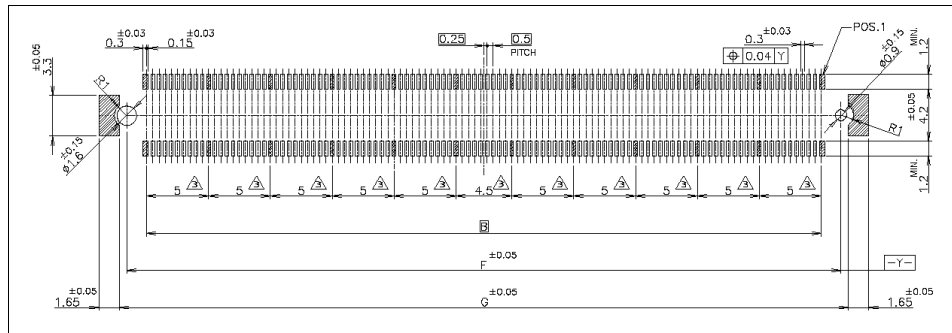 ±0.03
0.3
±0.03
0.15
0.25
0.5
PITCH
±0.03
0.3
⌖ 0.04 Y
POS.1
±0.15
ø0.9
MIN.
1.2
±0.05
3.3
R1
±0.15
ø1.6
±0.05
4.2
R1
MIN.
1.2
5 3 5 3 5 3 5 3 5 3 4.5 3 5 3 5 3 5 3 5 3 5
B
±0.05
F
-Y-
±0.05
1.65
±0.05
G
±0.05
1.65